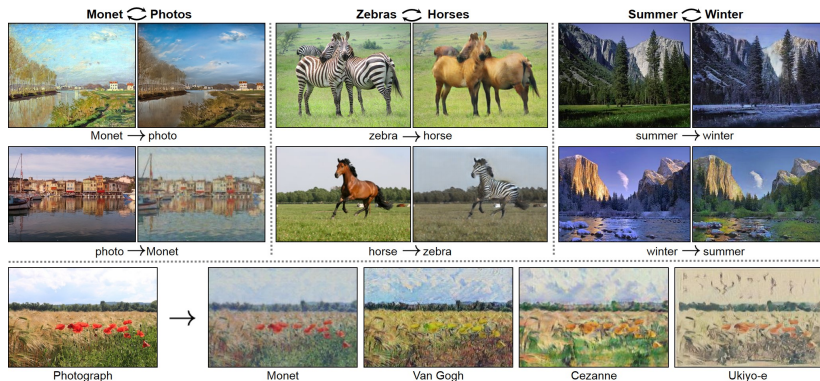 Monet Photos
Zebras Horses
Summer Winter
Monet → photo
zebra → horse
summer → winter
photo → Monet
horse → zebra
winter → summer
Photograph
Monet
Van Gogh
Cezanne
Ukiyo-e